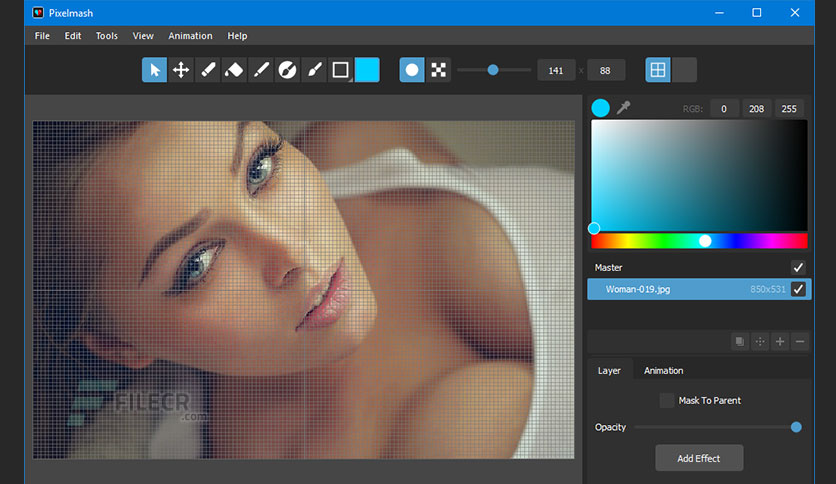 Pixelmash
File Edit Tools View Animation Help
141 x 88
RGB: 0 208 255
Master
Woman-019.jpg 850x531
Layer Animation
Mask To Parent
Opacity
Add Effect
FILECR
.com